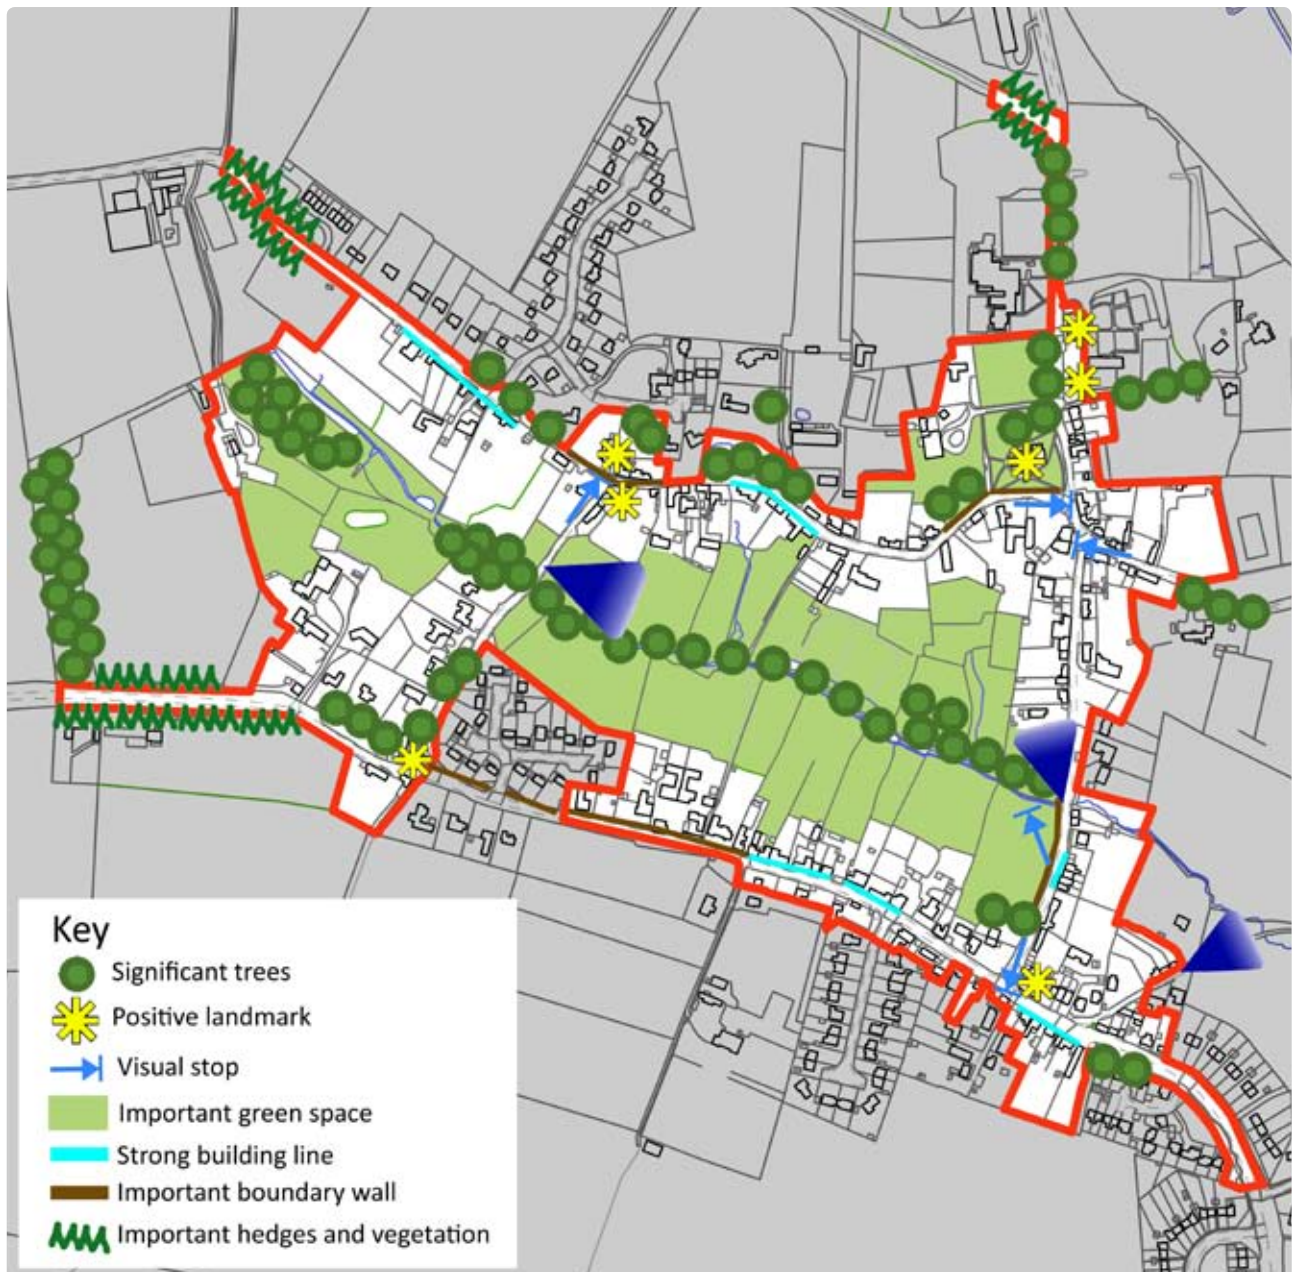 Key
Significant trees
Positive landmark
Visual stop
Important green space
Strong building line
Important boundary wall
Important hedges and vegetation